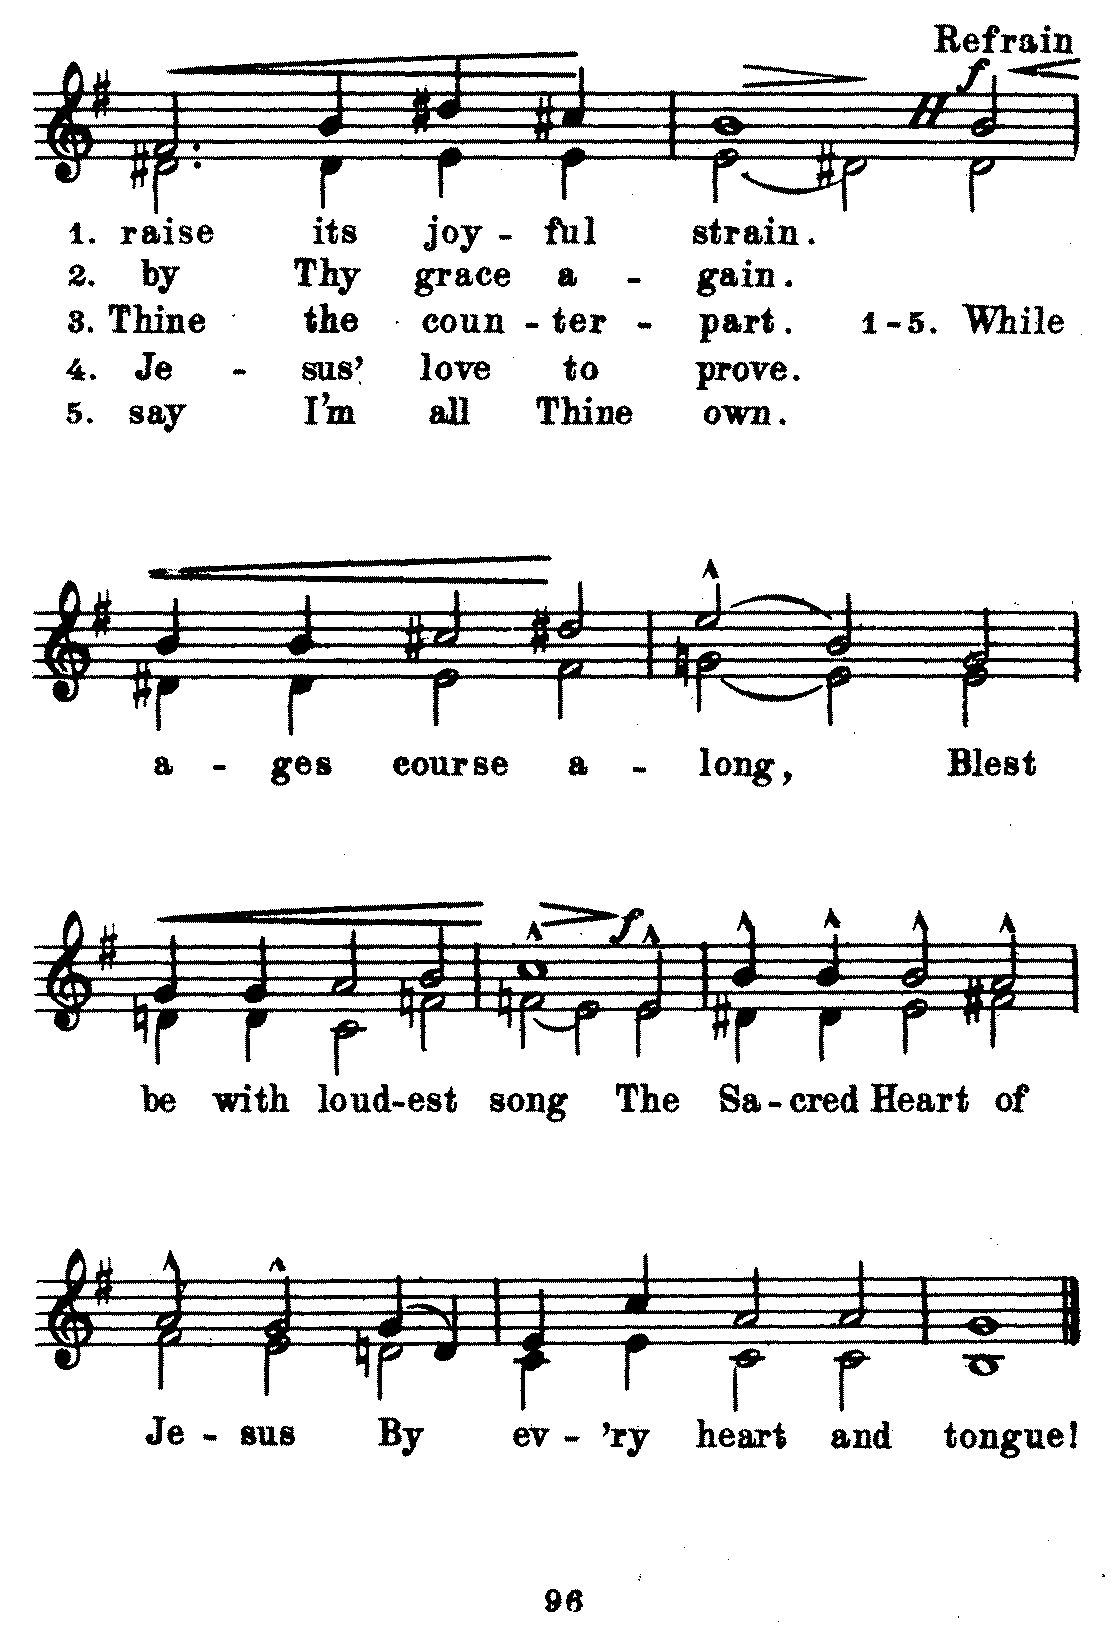 Refrain
f
1. raise its joy - ful strain.
2. by Thy grace a - gain.
3. Thine the coun - ter - part. 1-5. While
4. Je - sus' love to prove.
5. say I'm all Thine own.
a - ges course a - long, Blest
f
be with loud-est song The Sa-cred Heart of
Je - sus By ev - 'ry heart and tongue!
96